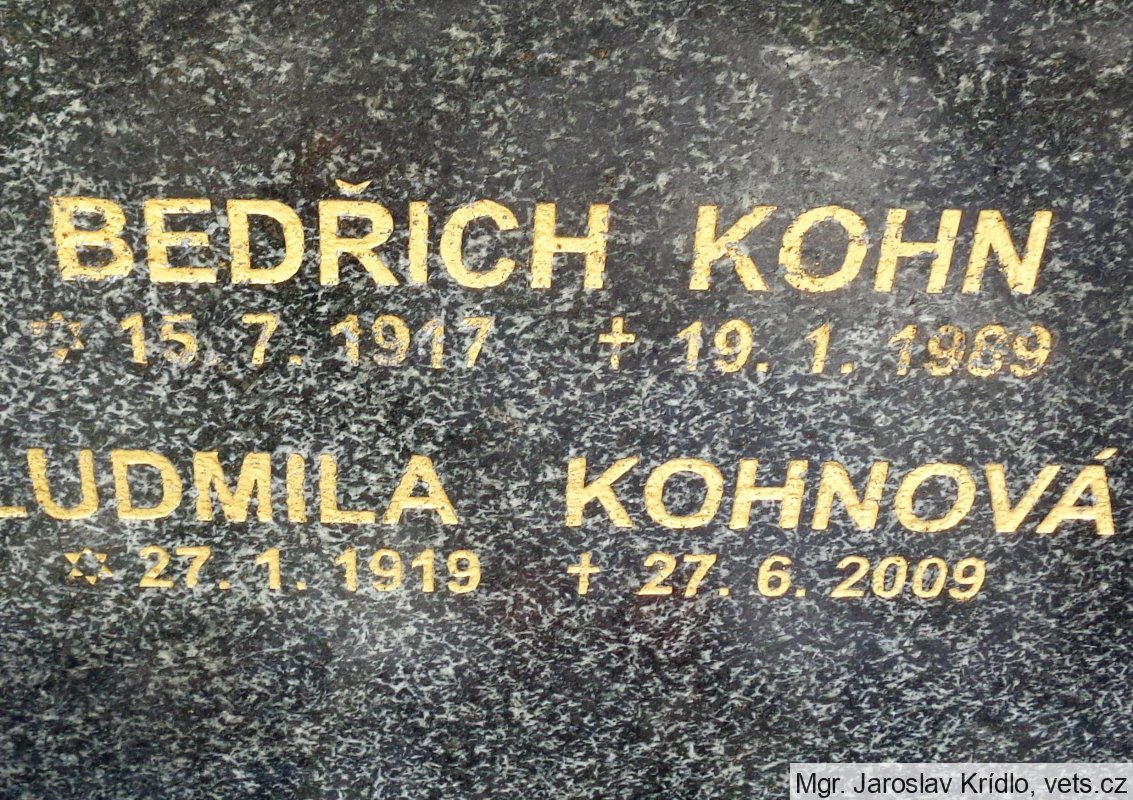 BEDŘICH KOHN
✡ 15. 7. 1917 ✝ 19. 1. 1989
LUDMILA KOHNOVÁ
✡ 27. 1. 1919 ✝ 27. 6. 2009
Mgr. Jaroslav Krídlo, vets.cz